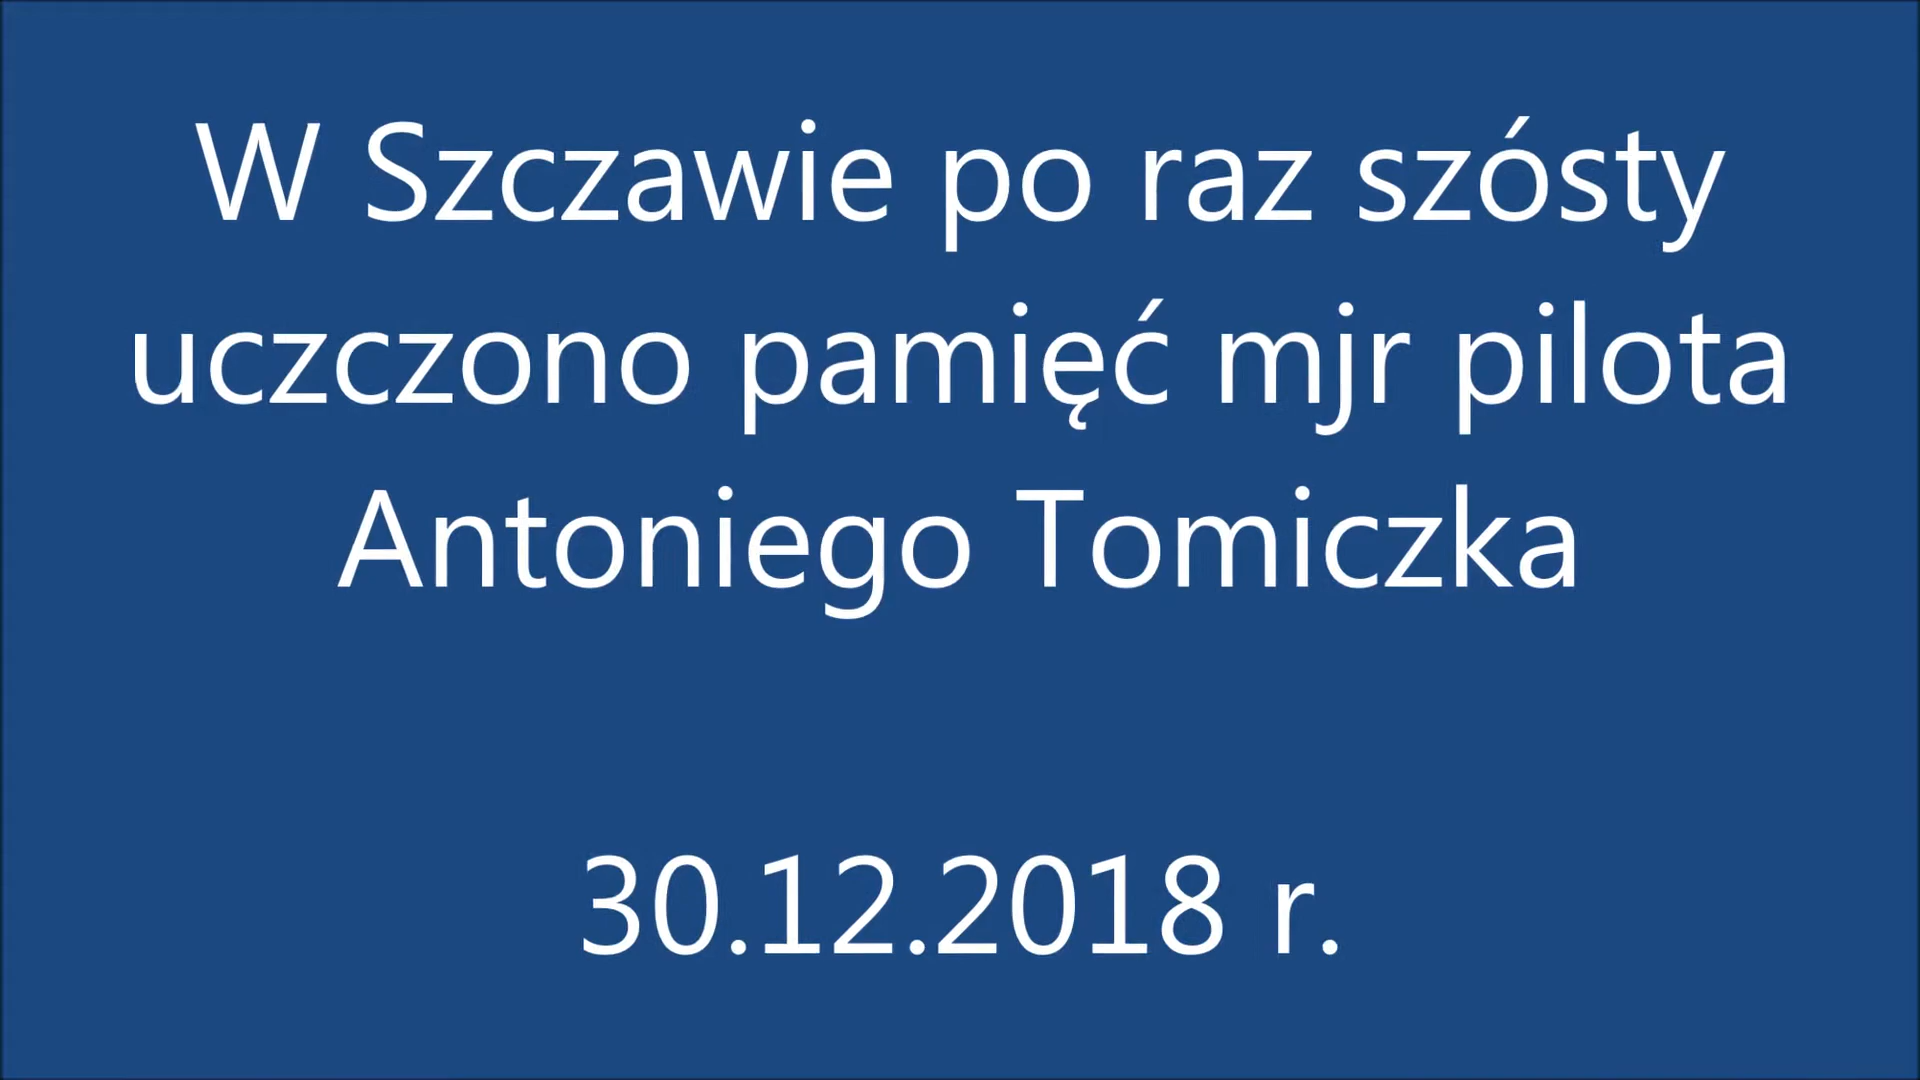 W Szczawie po raz szósty
uczczono pamięć mjr pilota
Antoniego Tomiczka
30.12.2018 r.